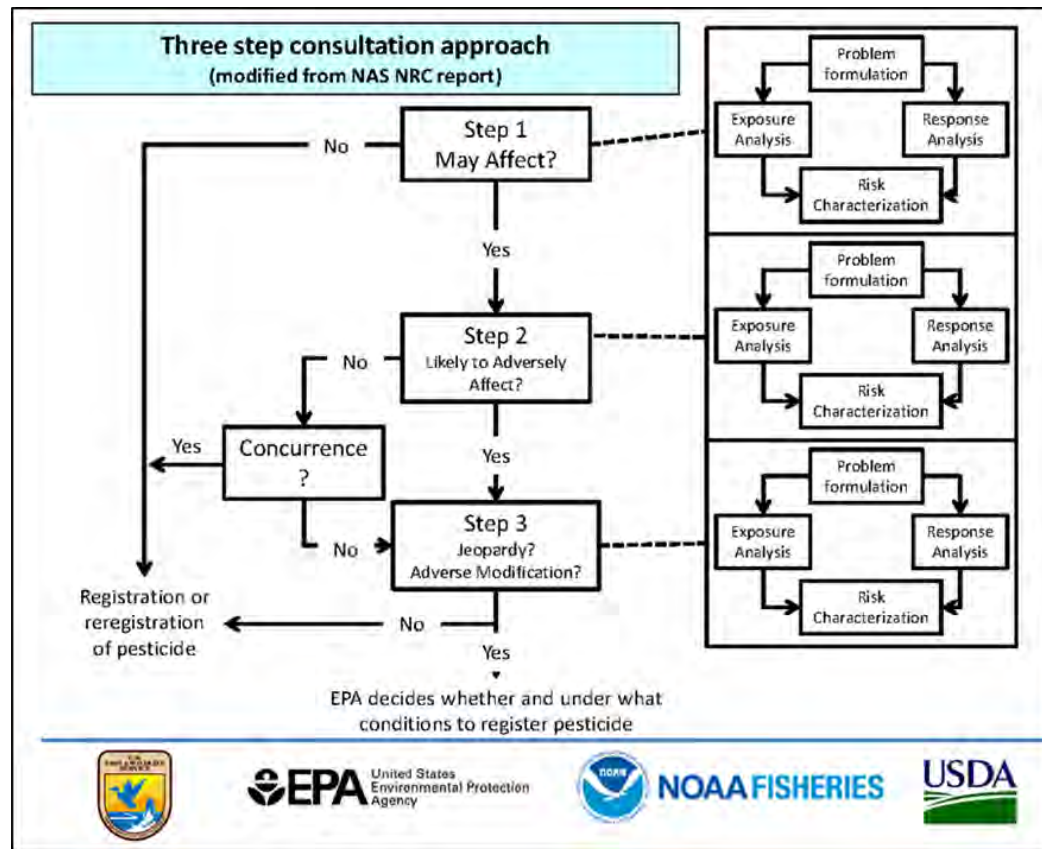 Three step consultation approach
(modified from NAS NRC report)
Step 1
May Affect?
No
Yes
Step 2
Likely to Adversely
Affect?
No
Yes
Concurrence
?
Yes
No
Step 3
Jeopardy?
Adverse Modification?
No
Yes
Registration or
reregistration
of pesticide
EPA decides whether and under what
conditions to register pesticide
Problem
formulation
Exposure
Analysis
Response
Analysis
Risk
Characterization
Problem
formulation
Exposure
Analysis
Response
Analysis
Risk
Characterization
Problem
formulation
Exposure
Analysis
Response
Analysis
Risk
Characterization
U.S.
FISH & WILDLIFE
SERVICE
EPA
United States
Environmental Protection
Agency
NOAA
NOAA FISHERIES
USDA